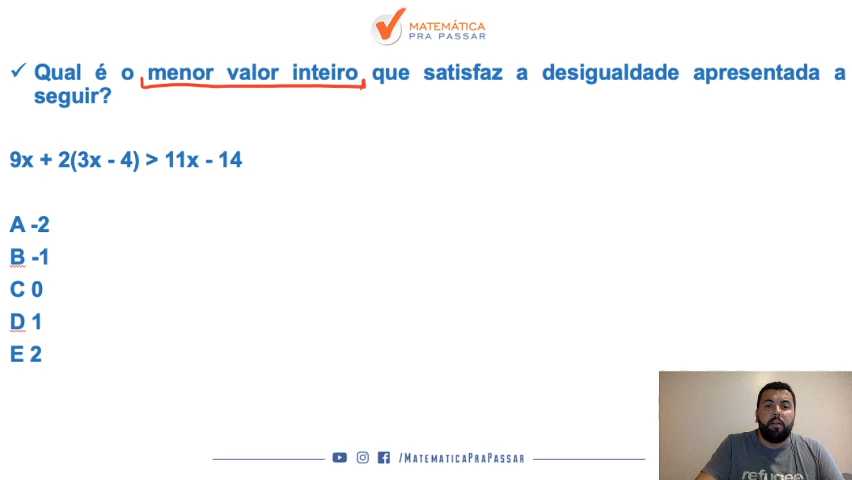 MATEMÁTICA
PRA PASSAR
✓ Qual é o menor valor inteiro que satisfaz a desigualdade apresentada a
seguir?
9x + 2(3x - 4) > 11x - 14
A -2
B -1
C 0
D 1
E 2
refugee
/MATEMATICAPRAPASSAR